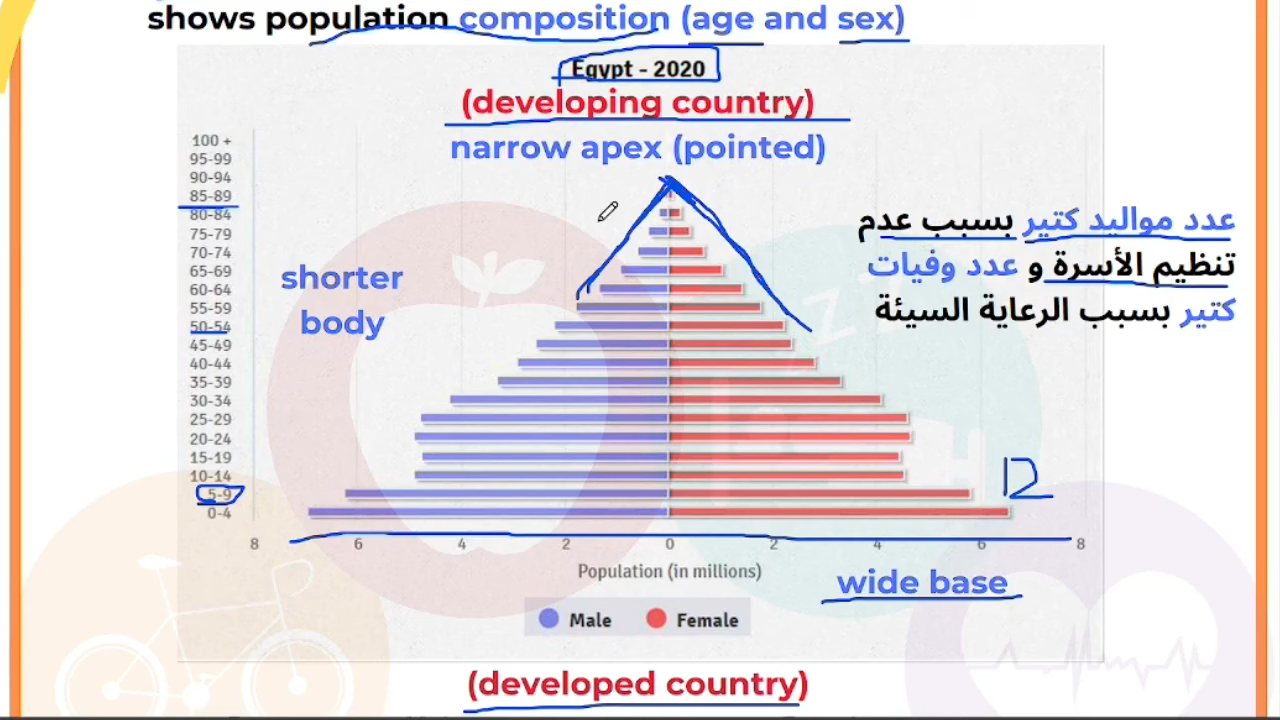 shows population composition (age and sex)
Egypt - 2020
(developing country)
narrow apex (pointed)
100 +
95-99
90-94
85-89
80-84
75-79
70-74
65-69
60-64
55-59
50-54
45-49
40-44
35-39
30-34
25-29
20-24
15-19
10-14
5-9
0-4
shorter
body
عدد مواليد كتير بسبب عدم
تنظيم الأسرة و عدد وفيات
كتير بسبب الرعاية السيئة
12
8 6 4 2 0 2 4 6 8
Population (in millions)
wide base
Male Female
(developed country)